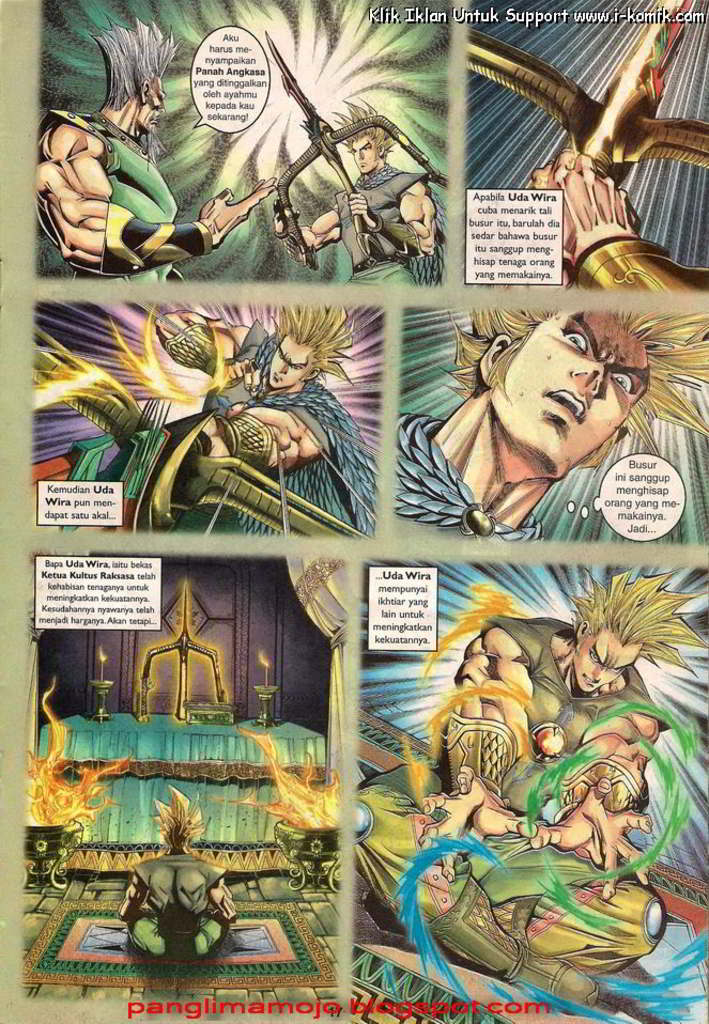 Klik Iklan Untuk Support www.i-komik.com
Aku
harus me-
nyampaikan
Panah Angkasa
yang ditinggalkan
oleh ayahmu
kepada kau
sekarang!
Apabila Uda Wira
cuba menarik tali
busur itu, barulah dia
sedar bahawa busur
itu sanggup meng-
hisap tenaga orang
yang memakainya.
Kemudian Uda
Wira pun men-
dapat satu akal...
Busur
ini sanggup
menghisap
orang yang me-
makainya.
Jadi...
Bapa Uda Wira, iaitu bekas
Ketua Kultus Raksasa telah
kehabisan tenaganya untuk
meningkatkan kekuatannya.
Kesudahannya nyawanya telah
menjadi harganya. Akan tetapi...
...Uda Wira
mempunyai
ikhtiar yang
lain untuk
meningkatkan
kekuatannya.
panglimamojo.blogspot.com